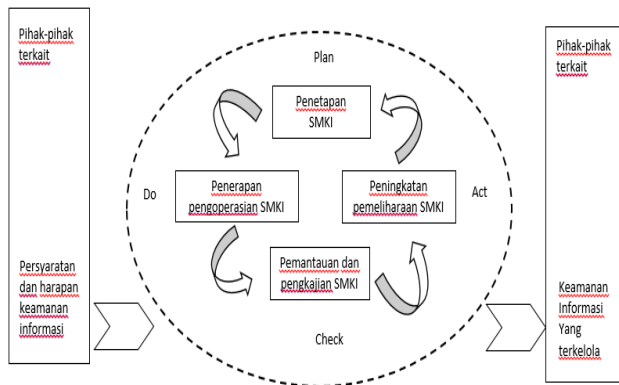 Pihak-pihak
terkait
Persyaratan
dan harapan
keamanan
informasi
Plan
Penetapan
SMKI
Do
Penerapan
pengoperasian SMKI
Peningkatan
pemeliharaan SMKI
Act
Pemantauan dan
pengkajian SMKI
Check
Pihak-pihak
terkait
Keamanan
Informasi
Yang
terkelola